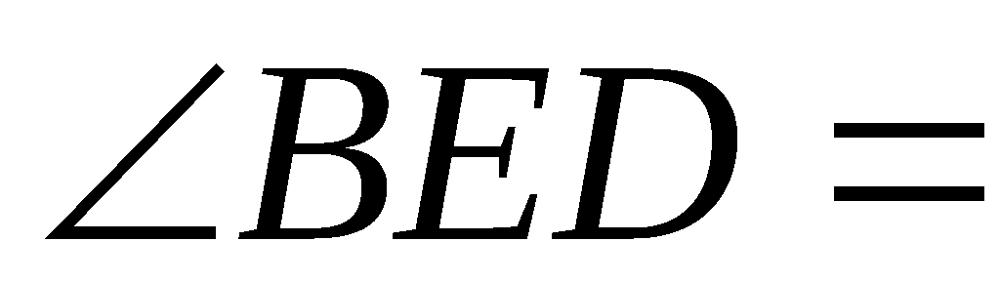 ∠BED =